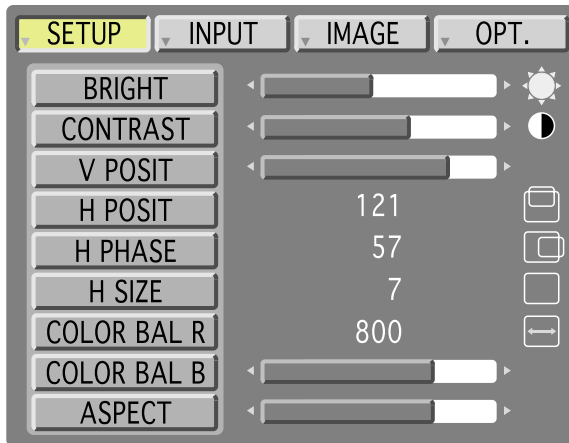 SETUP INPUT IMAGE OPT.
BRIGHT
CONTRAST
V POSIT
H POSIT 121
H PHASE 57
H SIZE 7
COLOR BAL R 800
COLOR BAL B
ASPECT